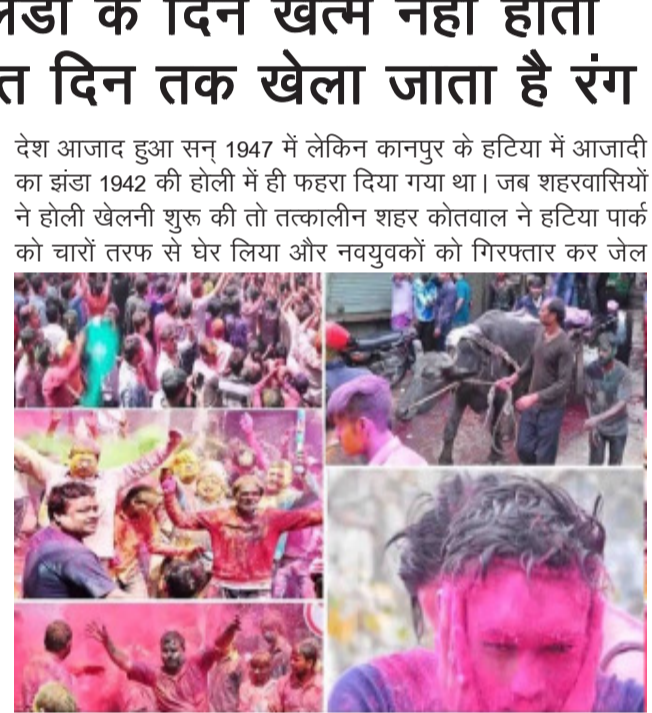 के दिन खत्म नहीं होता
दिन तक खेला जाता है रंग
देश आजाद हुआ सन् 1947 में लेकिन कानपुर के हटिया में आजादी
का झंडा 1942 की होली में ही फहरा दिया गया था। जब शहरवासियों
ने होली खेलनी शुरू की तो तत्कालीन शहर कोतवाल ने हटिया पार्क
को चारों तरफ से घेर लिया और नवयुवकों को गिरफ्तार कर जेल